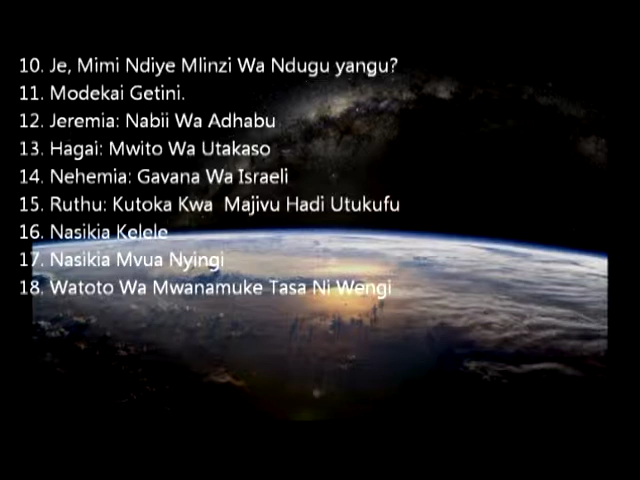 10. Je, Mimi Ndiye Mlinzi Wa Ndugu yangu?
11. Modekai Getini.
12. Jeremia: Nabii Wa Adhabu
13. Hagai: Mwito Wa Utakaso
14. Nehemia: Gavana Wa Israeli
15. Ruthu: Kutoka Kwa  Majivu Hadi Utukufu
16. Nasikia Kelele
17. Nasikia Mvua Nyingi
18. Watoto Wa Mwanamuke Tasa Ni Wengi